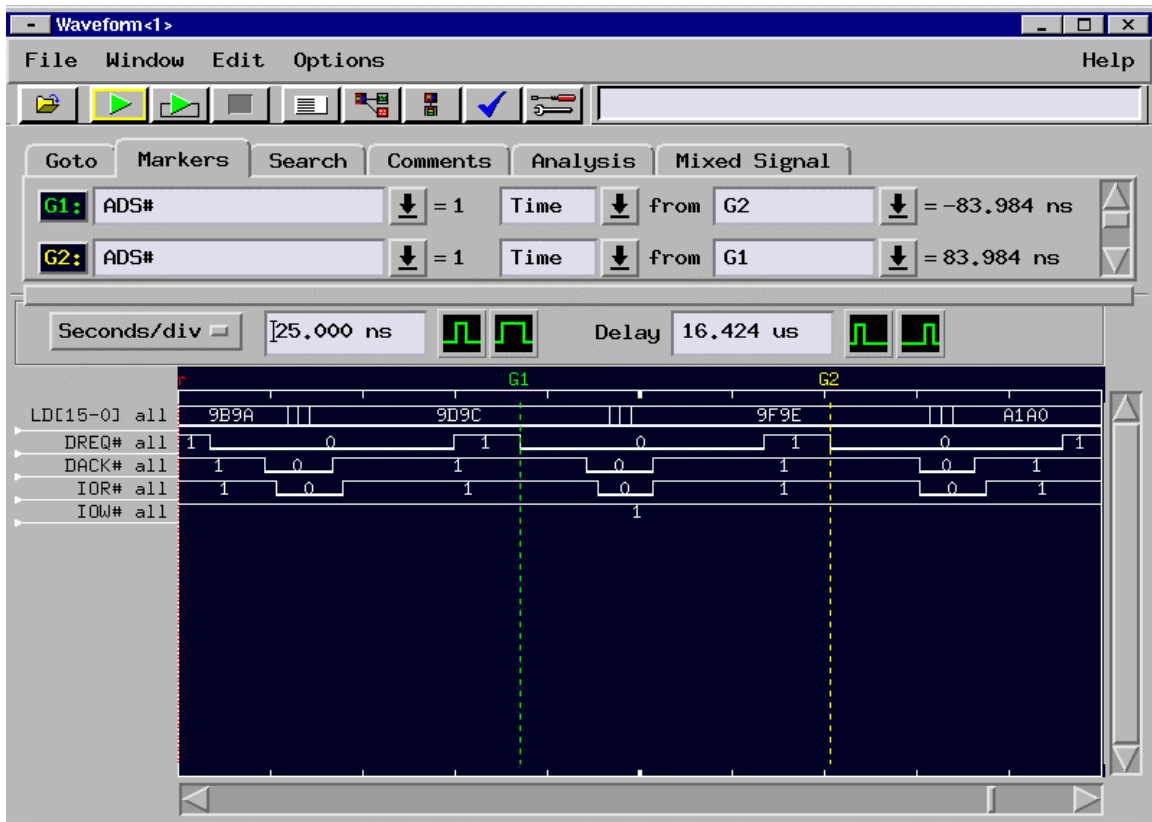 Waveform<1>
File Window Edit Options Help
Goto Markers Search Comments Analysis Mixed Signal
G1: ADS# = 1 Time from G2 = -83.984 ns
G2: ADS# = 1 Time from G1 = 83.984 ns
Seconds/div 25.000 ns Delay 16.424 us
r G1 G2
LD[15-0] all 9B9A 9D9C 9F9E A1A0
DREQ# all 1 0 1 0 1 0 1
DACK# all 1 0 1 0 1 0 1
IOR# all 1 0 1 0 1 0 1
IOW# all 1